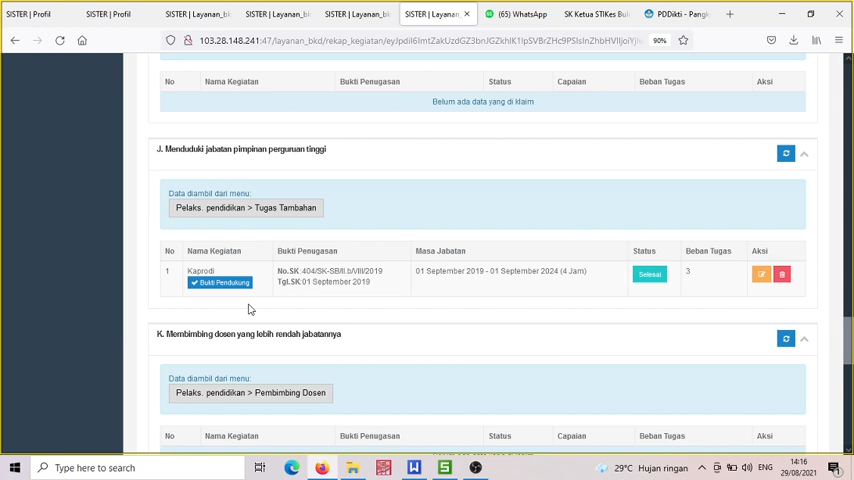 SISTER | Profil
SISTER | Profil
SISTER | Layanan_bk
SISTER | Layanan_bk
SISTER | Layanan_bk
SISTER | Layanan_bk
(65) WhatsApp
SK Ketua STIKes Bul
PDDikti - Pangk
103.28.148.241:47/layanan_bkd/rekap_kegiatan/
90%
No Nama Kegiatan Bukti Penugasan Status Capaian Beban Tugas Aksi
Belum ada data yang di klaim
J. Menduduki jabatan pimpinan perguruan tinggi
Data diambil dari menu:
Pelaks. pendidikan > Tugas Tambahan
No Nama Kegiatan Bukti Penugasan Masa Jabatan Status Beban Tugas Aksi
1 Kaprodi No.SK :404/SK-SB/II.b/VIII/2019 01 September 2019 - 01 September 2024 (4 Jam) Selesai 3
Bukti Pendukung Tgl.SK :01 September 2019
K. Membimbing dosen yang lebih rendah jabatannya
Data diambil dari menu:
Pelaks. pendidikan > Pembimbing Dosen
No Nama Kegiatan Bukti Penugasan Status Capaian Beban Tugas Aksi
Type here to search
29°C Hujan ringan
ENG
14:16
29/08/2021